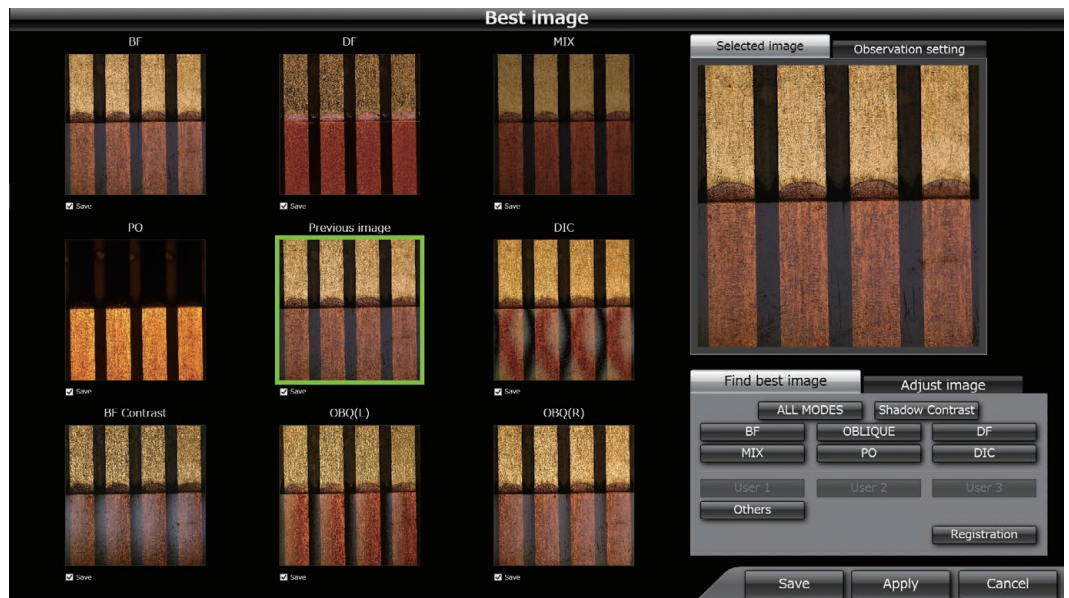 Best image
BF
DF
MIX
Save
Save
Save
PO
Previous image
DIC
Save
Save
Save
BF Contrast
OBQ(L)
OBQ(R)
Save
Save
Save
Selected image
Observation setting
Find best image
Adjust image
ALL MODES
Shadow Contrast
BF
OBLIQUE
DF
MIX
PO
DIC
User 1
User 2
User 3
Others
Registration
Save
Apply
Cancel